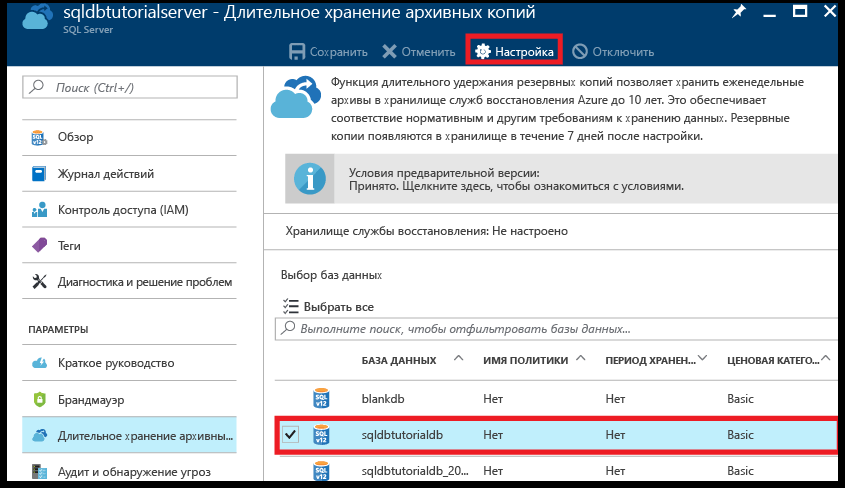 sqldbtutorialserver - Длительное хранение архивных копий
SQL Server
Сохранить
Отменить
Настройка
Отключить
Поиск (Ctrl+/)
Обзор
Журнал действий
Контроль доступа (IAM)
Теги
Диагностика и решение проблем
ПАРАМЕТРЫ
Краткое руководство
Брандмауэр
Длительное хранение архивны...
Аудит и обнаружение угроз
Функция длительного удержания резервных копий позволяет хранить еженедельные
архивы в хранилище служб восстановления Azure до 10 лет. Это обеспечивает
соответствие нормативным и другим требованиям к хранению данных. Резервные
копии появляются в хранилище в течение 7 дней после настройки.
Условия предварительной версии:
Принято. Щелкните здесь, чтобы ознакомиться с условиями.
Хранилище службы восстановления: Не настроено
Выбор баз данных
Выбрать все
Выполните поиск, чтобы отфильтровать базы данных...
БАЗА ДАННЫХ ИМЯ ПОЛИТИКИ ПЕРИОД ХРАНЕН... ЦЕНОВАЯ КАТЕГО...
blankdb Нет Нет Basic
sqldbtutorialdb Нет Нет Basic
sqldbtutorialdb_20... Нет Нет Basic